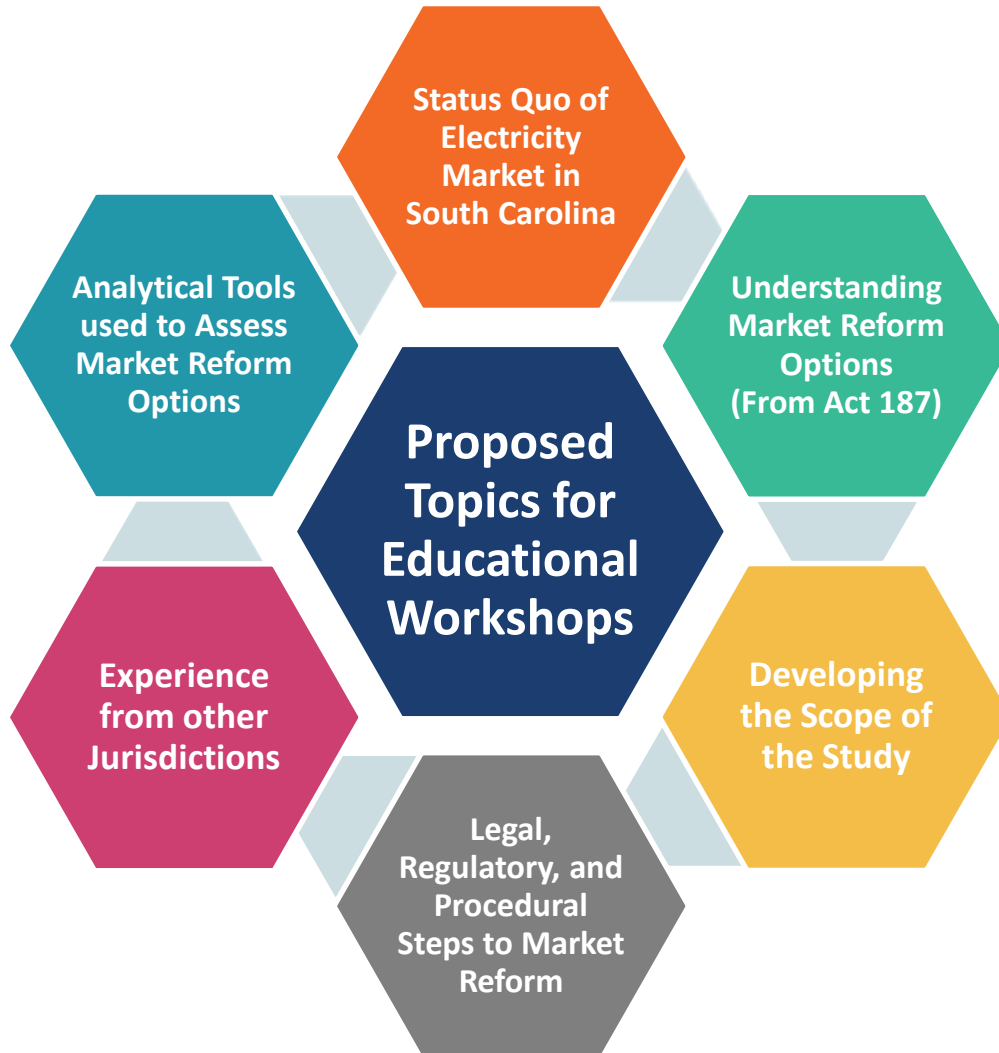 Status Quo of
Electricity
Market in
South Carolina
Understanding
Market Reform
Options
(From Act 187)
Developing
the Scope of
the Study
Legal,
Regulatory, and
Procedural
Steps to Market
Reform
Experience
from other
Jurisdictions
Analytical Tools
used to Assess
Market Reform
Options
Proposed
Topics for
Educational
Workshops